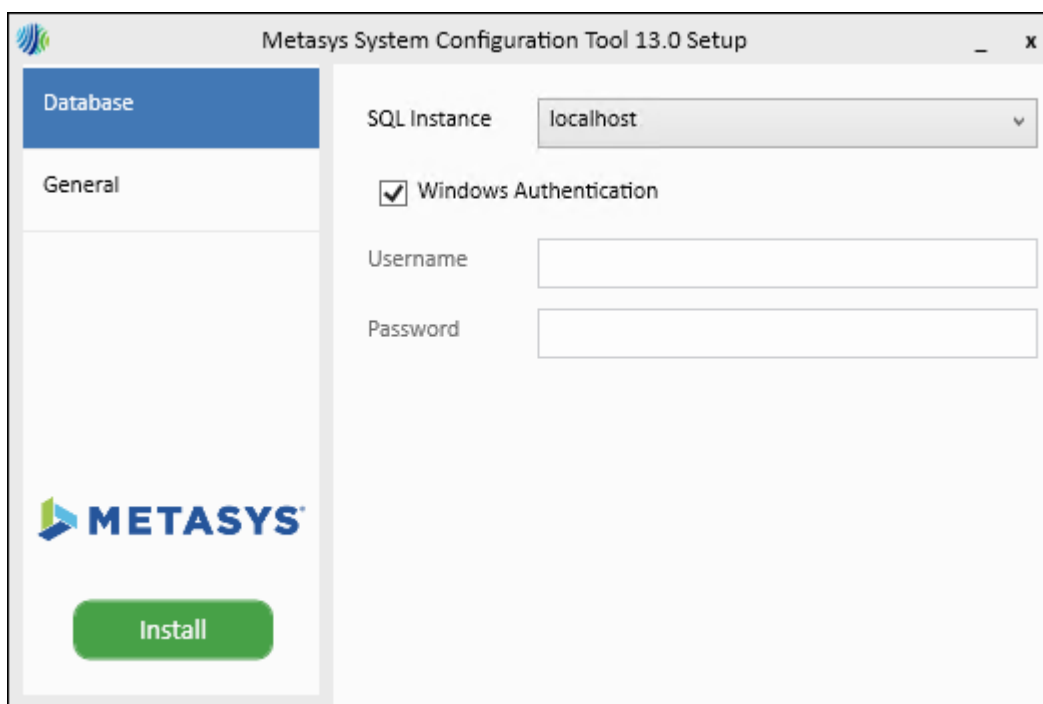 Metasys System Configuration Tool 13.0 Setup
Database
General
SQL Instance
localhost
Windows Authentication
Username
Password
METASYS
Install